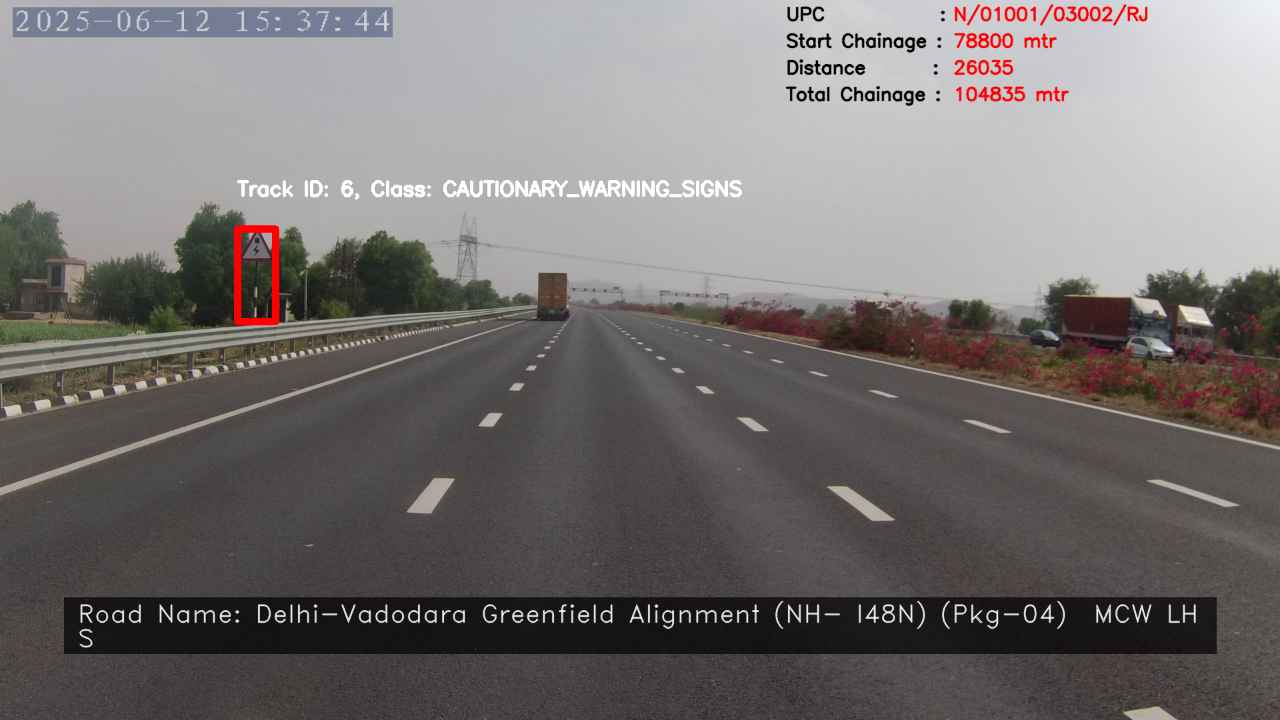 2025-06-12 15:37:44
UPC : N/01001/03002/RJ
Start Chainage : 78800 mtr
Distance : 26035
Total Chainage : 104835 mtr
Track ID: 6, Class: CAUTIONARY_WARNING_SIGNS
Road Name: Delhi-Vadodara Greenfield Alignment (NH- 148N) (Pkg-04) MCW LH
S